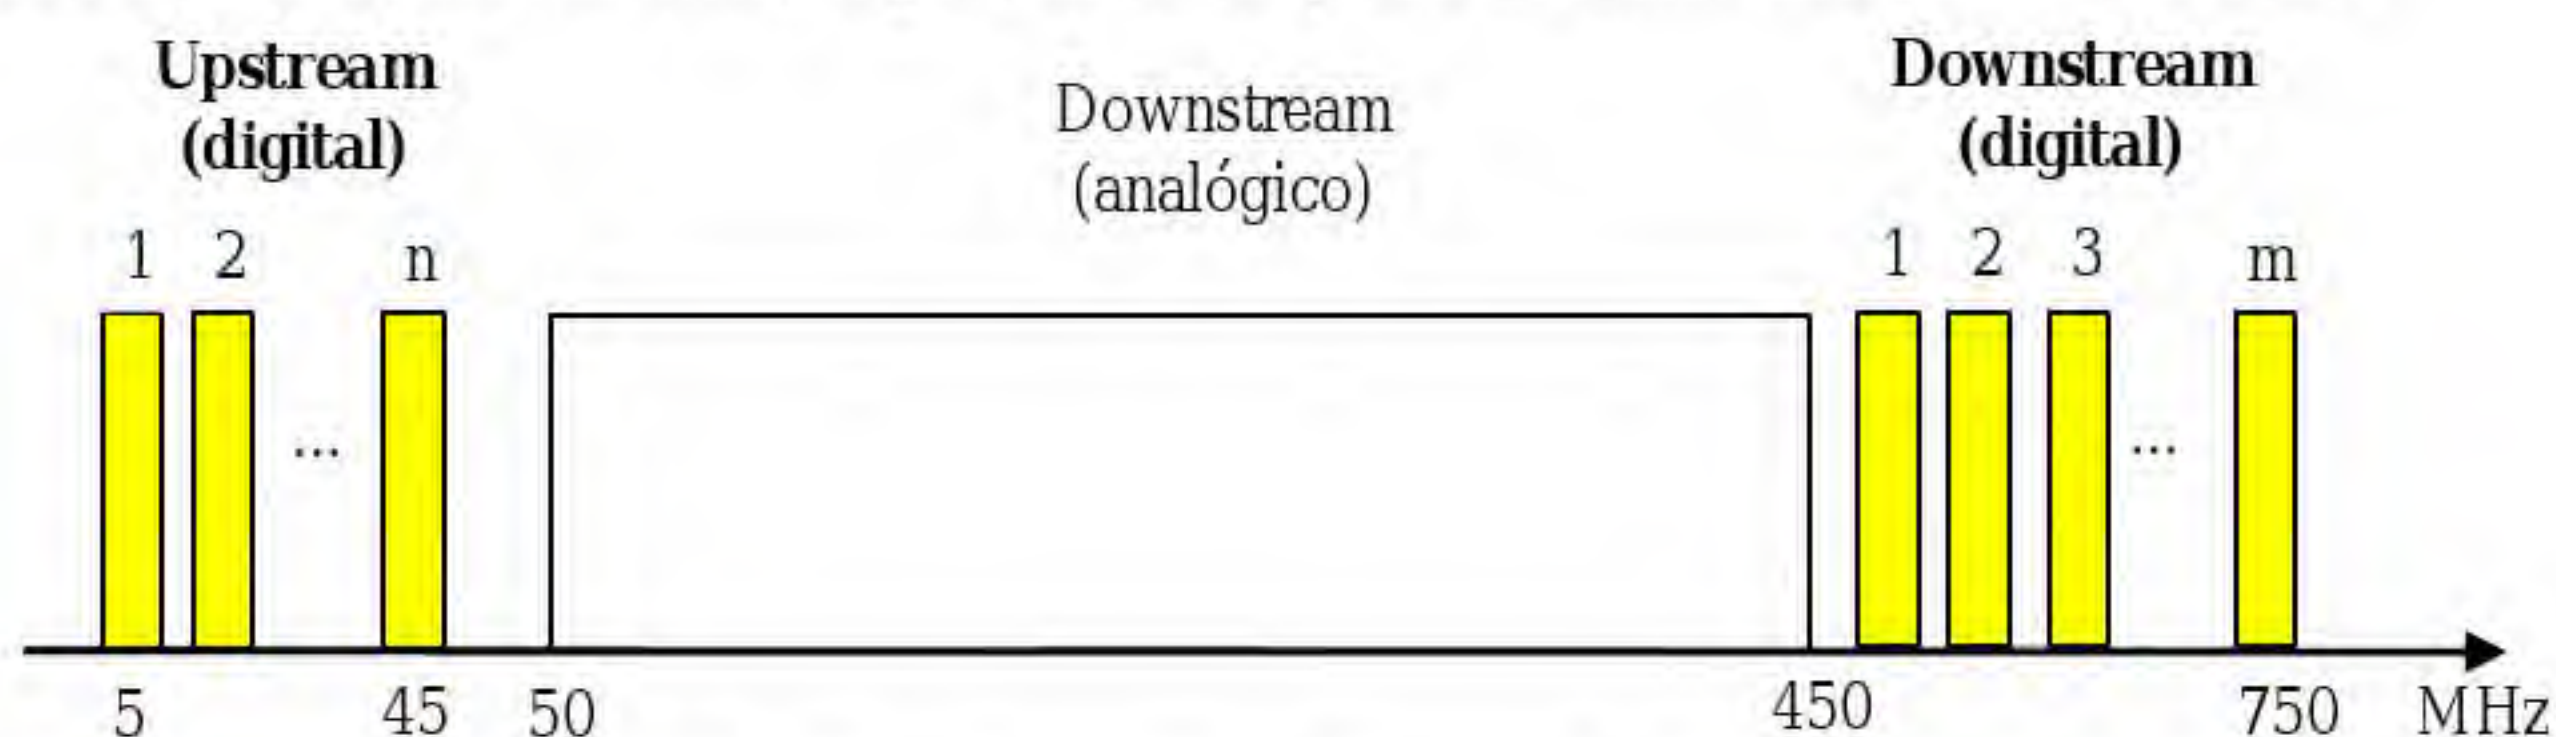 Upstream
(digital)
Downstream
(analógico)
Downstream
(digital)
1 2 n
1 2 3 m
... ...
5 45 50 450 750 MHz